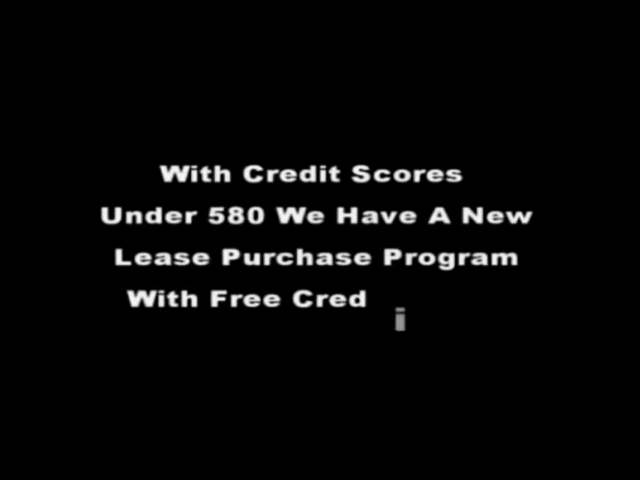 With Credit Scores
Under 580 We Have A New
Lease Purchase Program
With Free Cred i